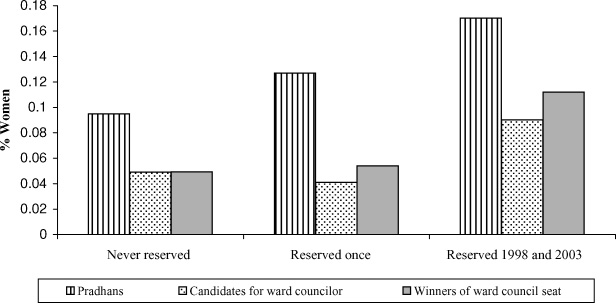 % Women
0.18
0.16
0.14
0.12
0.1
0.08
0.06
0.04
0.02
0
Never reserved
Reserved once
Reserved 1998 and 2003
Pradhans
Candidates for ward councilor
Winners of ward council seat